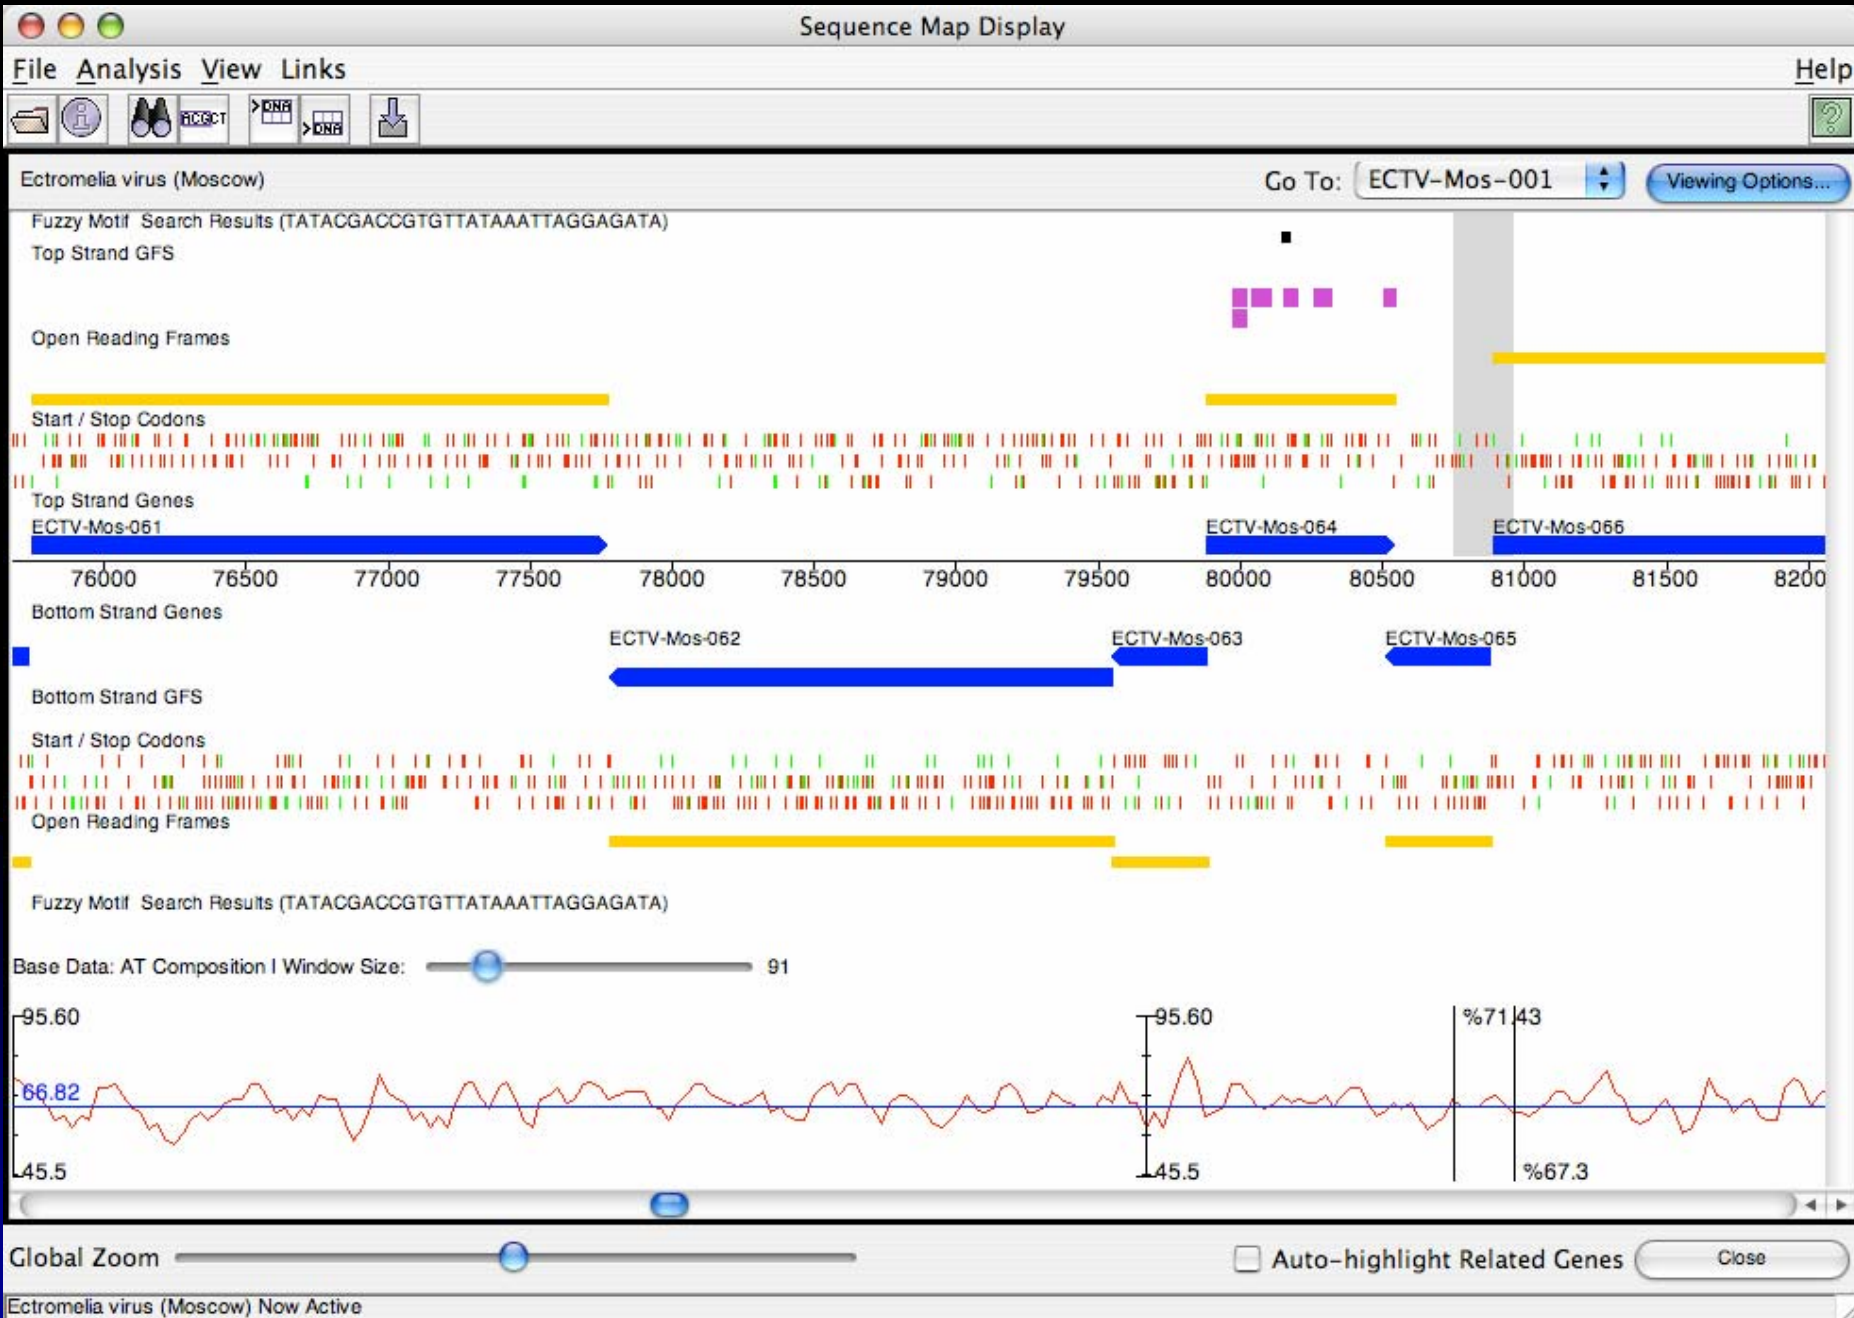 Sequence Map Display
File Analysis View Links Help
ACGCT >DNA >DNA
Ectromelia virus (Moscow) Go To: ECTV-Mos-001 Viewing Options...
Fuzzy Motif Search Results (TATACGACCGTGTTATAAATTAGGAGATA)
Top Strand GFS
Open Reading Frames
Start / Stop Codons
Top Strand Genes
ECTV-Mos-061 ECTV-Mos-064 ECTV-Mos-066
76000 76500 77000 77500 78000 78500 79000 79500 80000 80500 81000 81500 8200
Bottom Strand Genes
ECTV-Mos-062 ECTV-Mos-063 ECTV-Mos-065
Bottom Strand GFS
Start / Stop Codons
Open Reading Frames
Fuzzy Motif Search Results (TATACGACCGTGTTATAAATTAGGAGATA)
Base Data: AT Composition | Window Size: 91
95.60 95.60 %71.43
66.82
45.5 45.5 %67.3
Global Zoom Auto-highlight Related Genes Close
Ectromelia virus (Moscow) Now Active